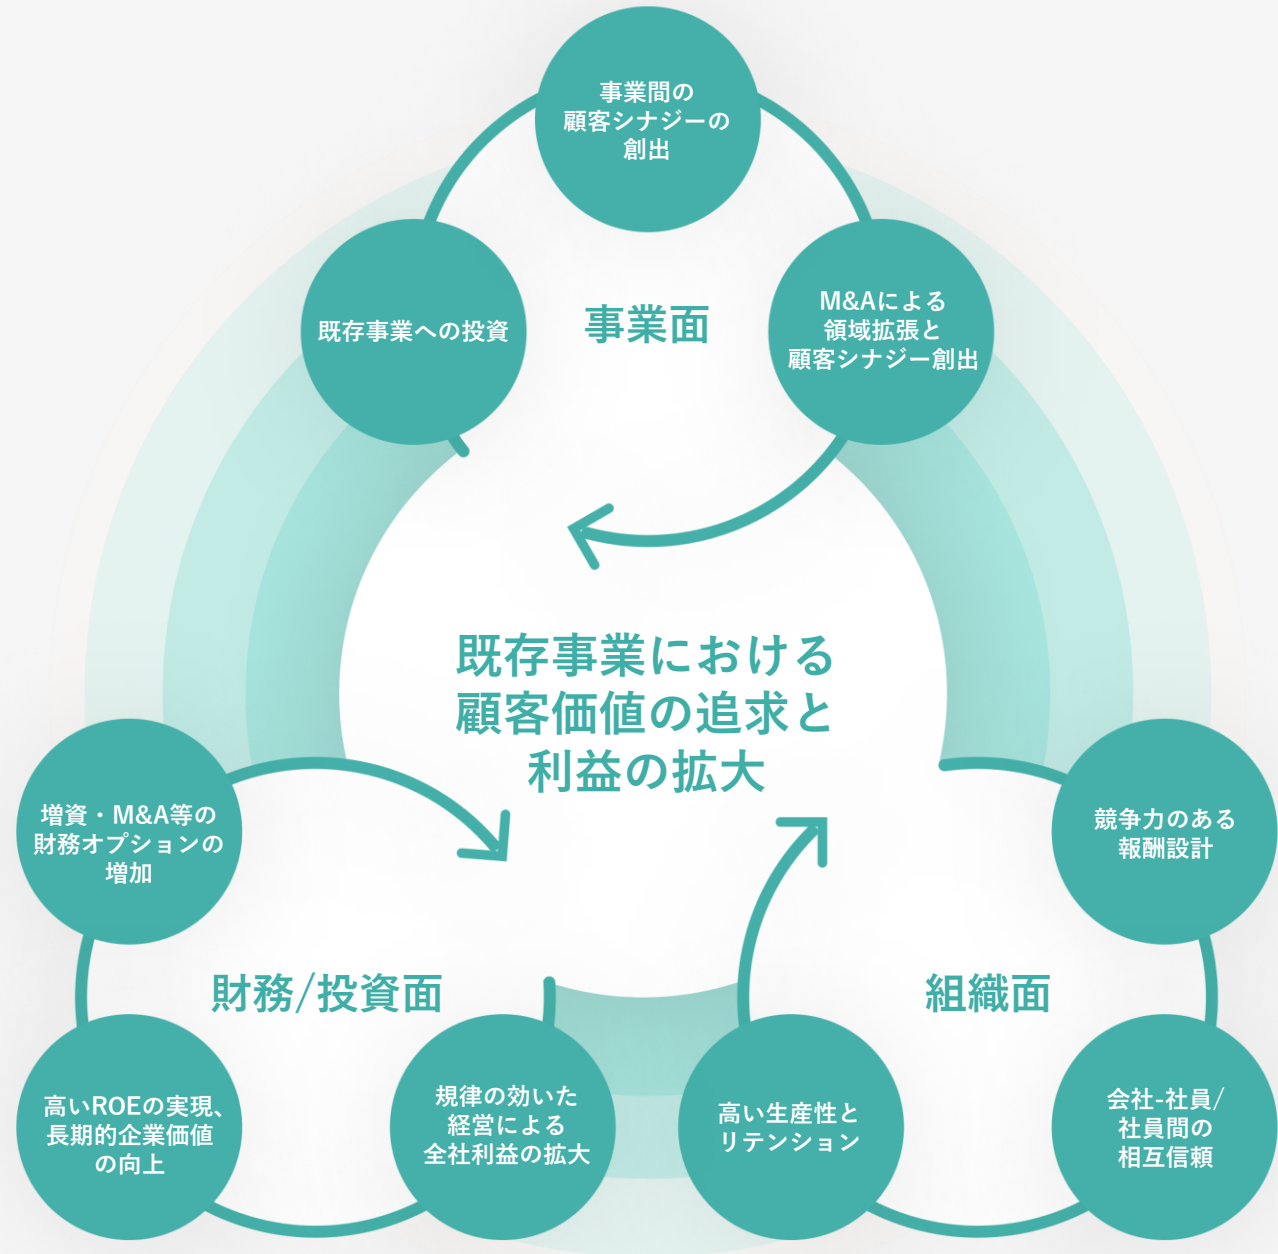 事業間の
顧客シナジーの
創出
既存事業への投資
事業面
M&Aによる
領域拡張と
顧客シナジー創出
既存事業における
顧客価値の追求と
利益の拡大
増資・M&A等の
財務オプションの
増加
財務/投資面
高いROEの実現、
長期的企業価値
の向上
規律の効いた
経営による
全社利益の拡大
競争力のある
報酬設計
組織面
高い生産性と
リテンション
会社-社員/
社員間の
相互信頼